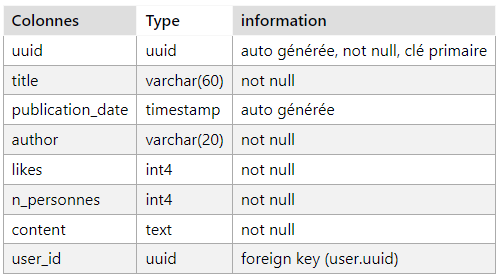 Colonnes Type information
uuid uuid auto générée, not null, clé primaire
title varchar(60) not null
publication_date timestamp auto générée
author varchar(20) not null
likes int4 not null
n_personnes int4 not null
content text not null
user_id uuid foreign key (user.uuid)